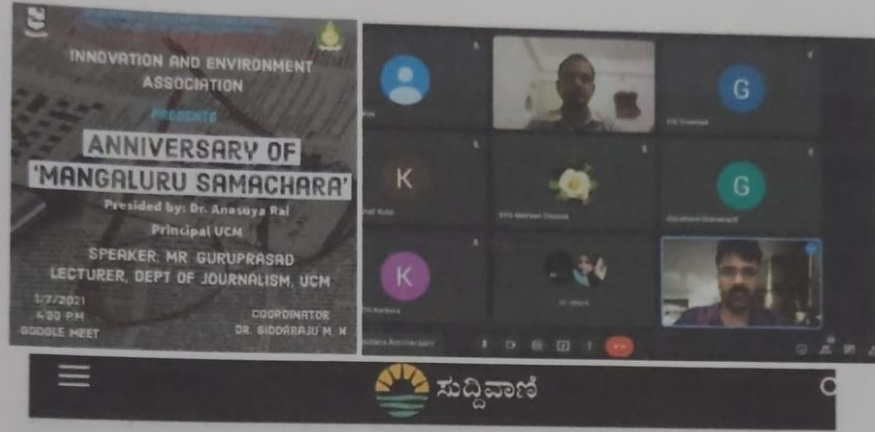 INNOVATION AND ENVIRONMENT
ASSOCIATION
PRESENTS
ANNIVERSARY OF
'MANGALURU SAMACHARA'
Presided by: Dr. Anasuya Rai
Principal UCM
SPEAKER: MR GURUPRASAD
LECTURER, DEPT OF JOURNALISM, UCM
1/7/2021
4.30 P.M
GOOGLE MEET
COORDINATOR
DR. SIDDARAJU M. N
G
K
G
K
Anniversary
ಸುದ್ದಿವಾಣಿ